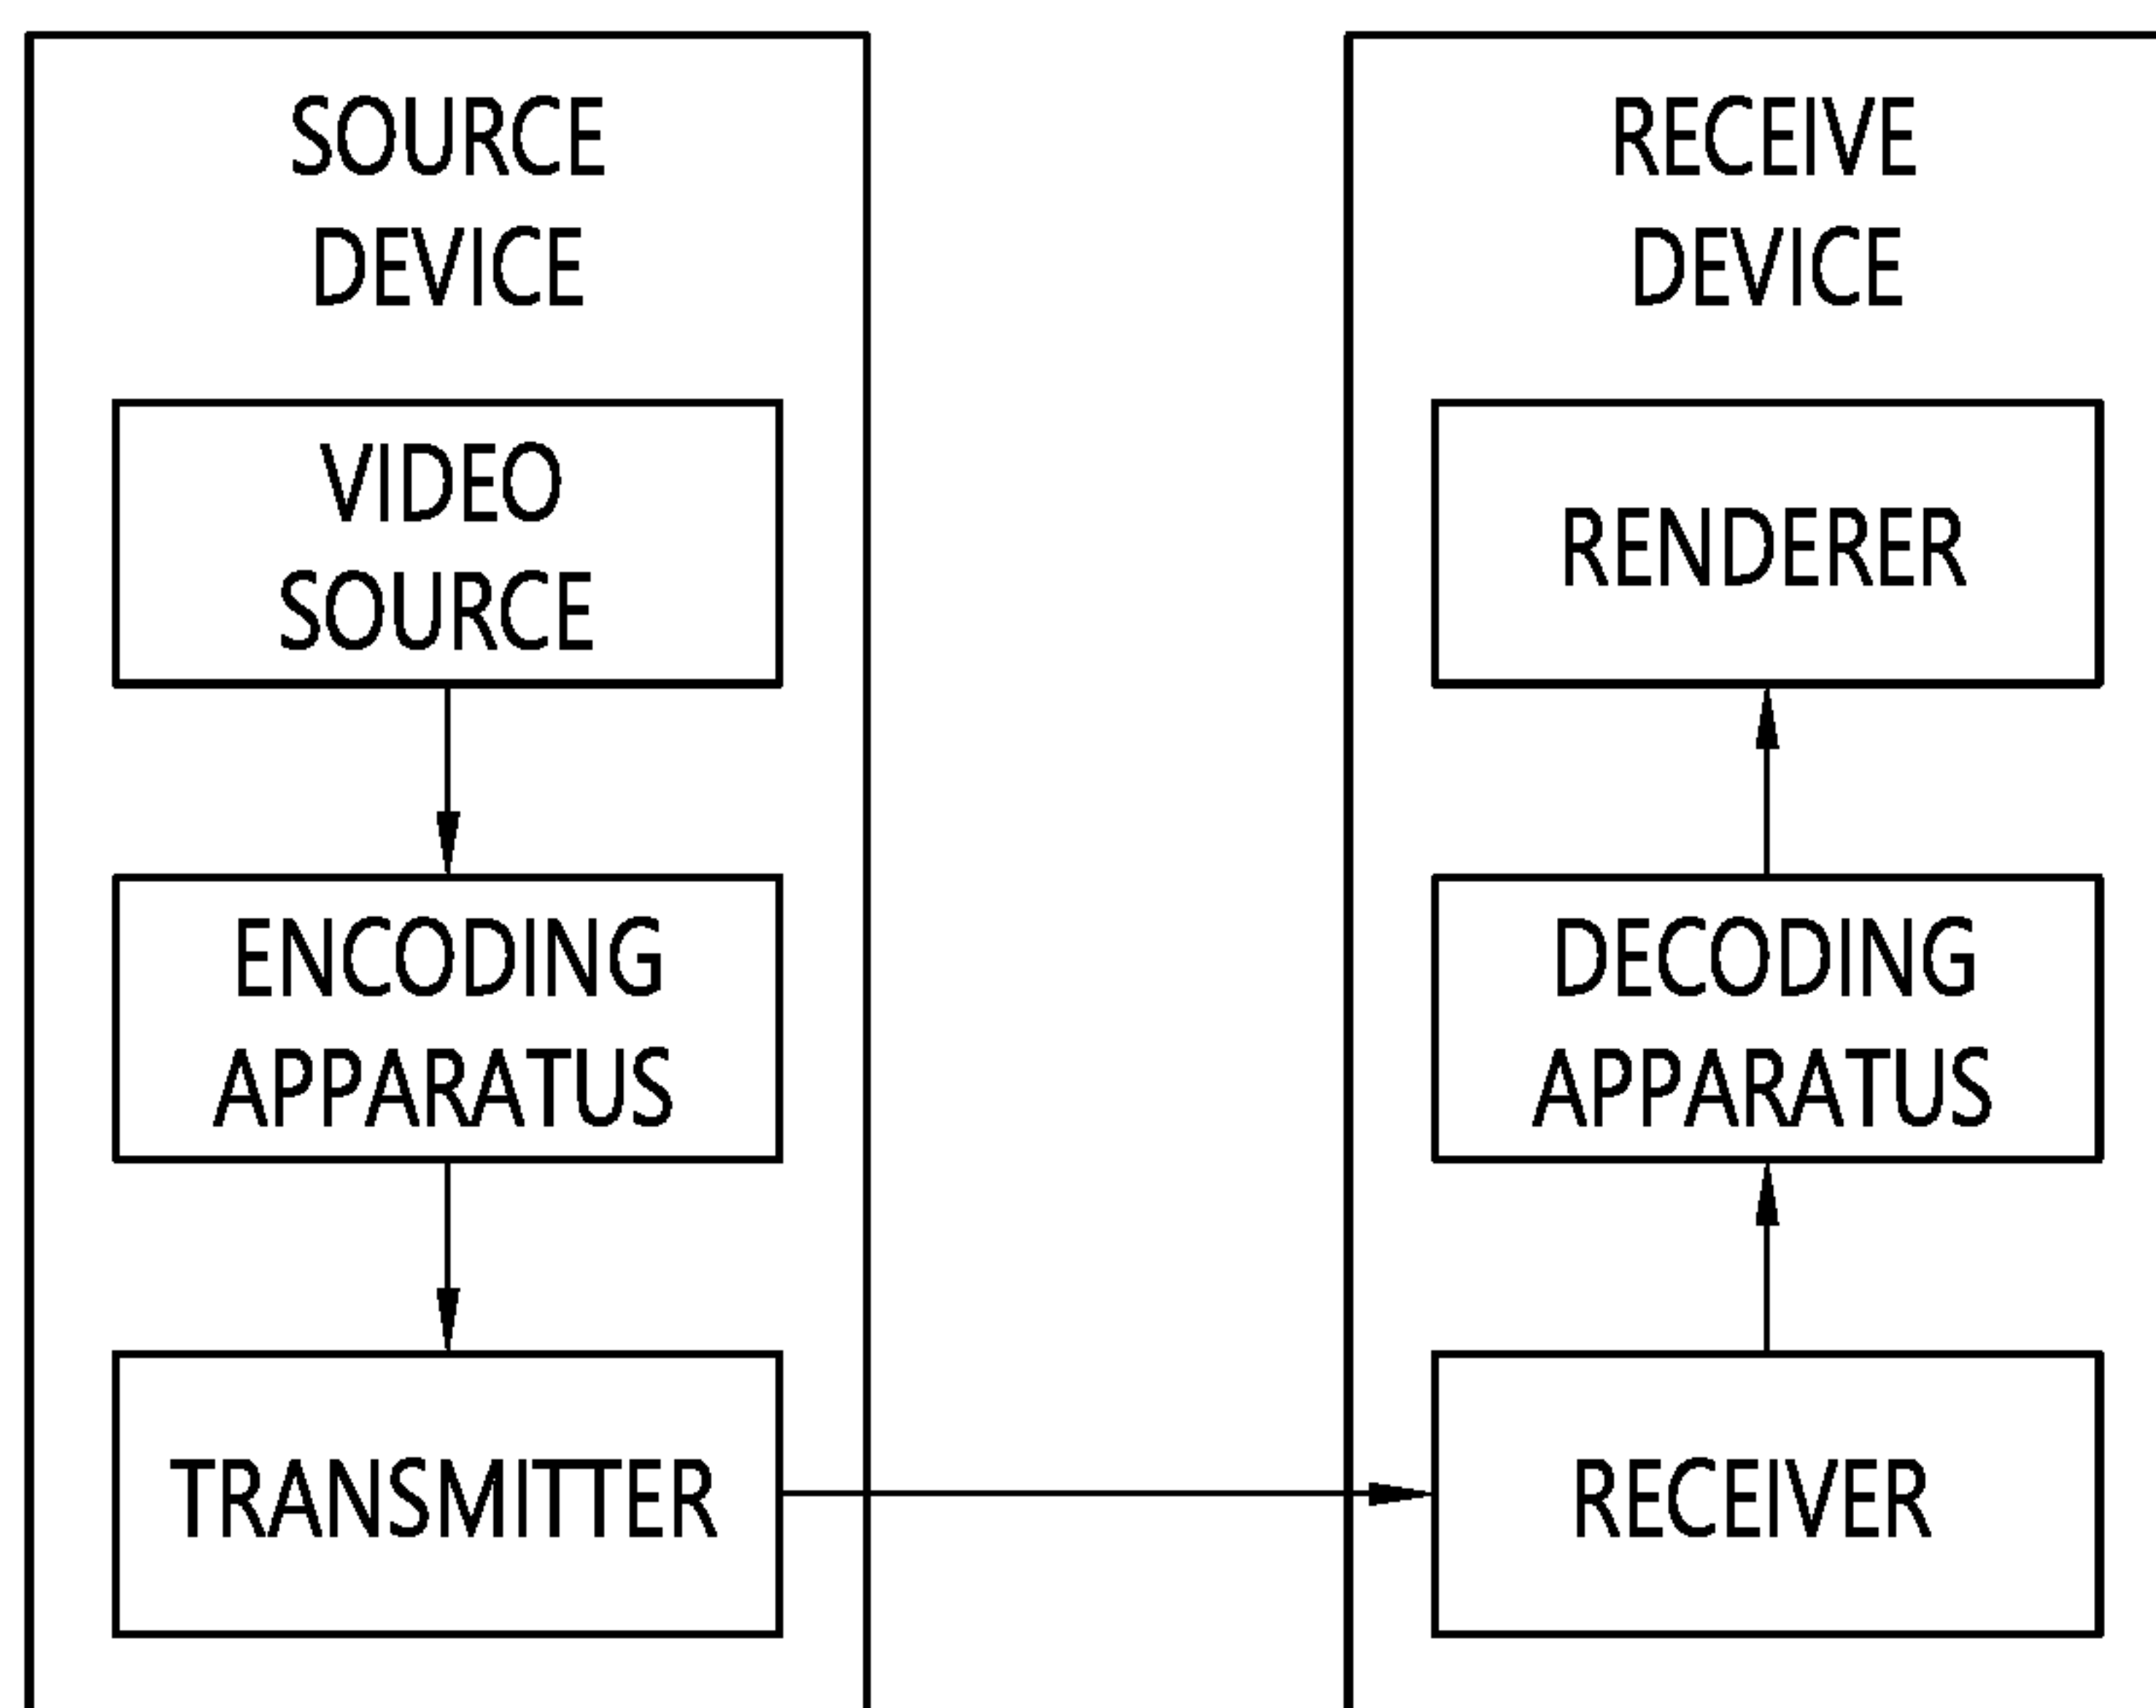 SOURCE
DEVICE
VIDEO
SOURCE
ENCODING
APPARATUS
TRANSMITTER
RECEIVE
DEVICE
RENDERER
DECODING
APPARATUS
RECEIVER